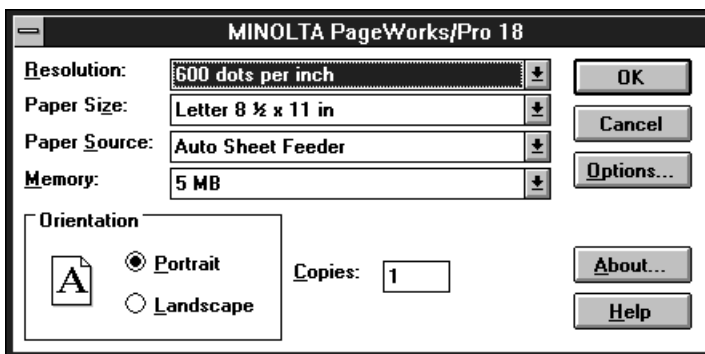 MINOLTA PageWorks/Pro 18
Resolution: 600 dots per inch
OK
Paper Size: Letter 8 ½ x 11 in
Cancel
Paper Source: Auto Sheet Feeder
Options...
Memory: 5 MB
Orientation
A
Portrait
Landscape
Copies: 1
About...
Help